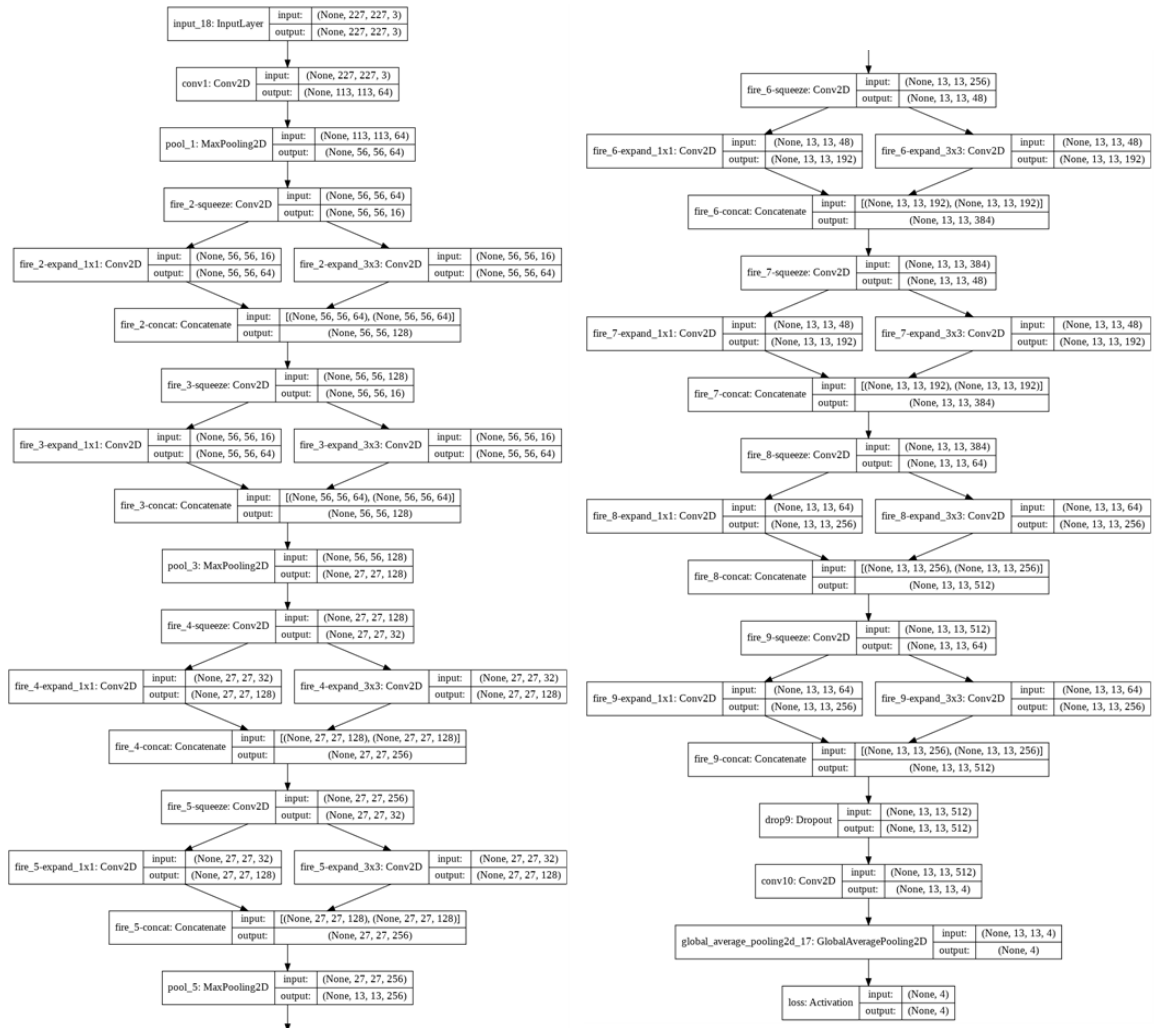 input_18: InputLayer
input: (None, 227, 227, 3)
output: (None, 227, 227, 3)
conv1: Conv2D
input: (None, 227, 227, 3)
output: (None, 113, 113, 64)
pool_1: MaxPooling2D
input: (None, 113, 113, 64)
output: (None, 56, 56, 64)
fire_2-squeeze: Conv2D
input: (None, 56, 56, 64)
output: (None, 56, 56, 16)
fire_2-expand_1x1: Conv2D
input: (None, 56, 56, 16)
output: (None, 56, 56, 64)
fire_2-expand_3x3: Conv2D
input: (None, 56, 56, 16)
output: (None, 56, 56, 64)
fire_2-concat: Concatenate
input: [(None, 56, 56, 64), (None, 56, 56, 64)]
output: (None, 56, 56, 128)
fire_3-squeeze: Conv2D
input: (None, 56, 56, 128)
output: (None, 56, 56, 16)
fire_3-expand_1x1: Conv2D
input: (None, 56, 56, 16)
output: (None, 56, 56, 64)
fire_3-expand_3x3: Conv2D
input: (None, 56, 56, 16)
output: (None, 56, 56, 64)
fire_3-concat: Concatenate
input: [(None, 56, 56, 64), (None, 56, 56, 64)]
output: (None, 56, 56, 128)
pool_3: MaxPooling2D
input: (None, 56, 56, 128)
output: (None, 27, 27, 128)
fire_4-squeeze: Conv2D
input: (None, 27, 27, 128)
output: (None, 27, 27, 32)
fire_4-expand_1x1: Conv2D
input: (None, 27, 27, 32)
output: (None, 27, 27, 128)
fire_4-expand_3x3: Conv2D
input: (None, 27, 27, 32)
output: (None, 27, 27, 128)
fire_4-concat: Concatenate
input: [(None, 27, 27, 128), (None, 27, 27, 128)]
output: (None, 27, 27, 256)
fire_5-squeeze: Conv2D
input: (None, 27, 27, 256)
output: (None, 27, 27, 32)
fire_5-expand_1x1: Conv2D
input: (None, 27, 27, 32)
output: (None, 27, 27, 128)
fire_5-expand_3x3: Conv2D
input: (None, 27, 27, 32)
output: (None, 27, 27, 128)
fire_5-concat: Concatenate
input: [(None, 27, 27, 128), (None, 27, 27, 128)]
output: (None, 27, 27, 256)
pool_5: MaxPooling2D
input: (None, 27, 27, 256)
output: (None, 13, 13, 256)
fire_6-squeeze: Conv2D
input: (None, 13, 13, 256)
output: (None, 13, 13, 48)
fire_6-expand_1x1: Conv2D
input: (None, 13, 13, 48)
output: (None, 13, 13, 192)
fire_6-expand_3x3: Conv2D
input: (None, 13, 13, 48)
output: (None, 13, 13, 192)
fire_6-concat: Concatenate
input: [(None, 13, 13, 192), (None, 13, 13, 192)]
output: (None, 13, 13, 384)
fire_7-squeeze: Conv2D
input: (None, 13, 13, 384)
output: (None, 13, 13, 48)
fire_7-expand_1x1: Conv2D
input: (None, 13, 13, 48)
output: (None, 13, 13, 192)
fire_7-expand_3x3: Conv2D
input: (None, 13, 13, 48)
output: (None, 13, 13, 192)
fire_7-concat: Concatenate
input: [(None, 13, 13, 192), (None, 13, 13, 192)]
output: (None, 13, 13, 384)
fire_8-squeeze: Conv2D
input: (None, 13, 13, 384)
output: (None, 13, 13, 64)
fire_8-expand_1x1: Conv2D
input: (None, 13, 13, 64)
output: (None, 13, 13, 256)
fire_8-expand_3x3: Conv2D
input: (None, 13, 13, 64)
output: (None, 13, 13, 256)
fire_8-concat: Concatenate
input: [(None, 13, 13, 256), (None, 13, 13, 256)]
output: (None, 13, 13, 512)
fire_9-squeeze: Conv2D
input: (None, 13, 13, 512)
output: (None, 13, 13, 64)
fire_9-expand_1x1: Conv2D
input: (None, 13, 13, 64)
output: (None, 13, 13, 256)
fire_9-expand_3x3: Conv2D
input: (None, 13, 13, 64)
output: (None, 13, 13, 256)
fire_9-concat: Concatenate
input: [(None, 13, 13, 256), (None, 13, 13, 256)]
output: (None, 13, 13, 512)
drop9: Dropout
input: (None, 13, 13, 512)
output: (None, 13, 13, 512)
conv10: Conv2D
input: (None, 13, 13, 512)
output: (None, 13, 13, 4)
global_average_pooling2d_17: GlobalAveragePooling2D
input: (None, 13, 13, 4)
output: (None, 4)
loss: Activation
input: (None, 4)
output: (None, 4)